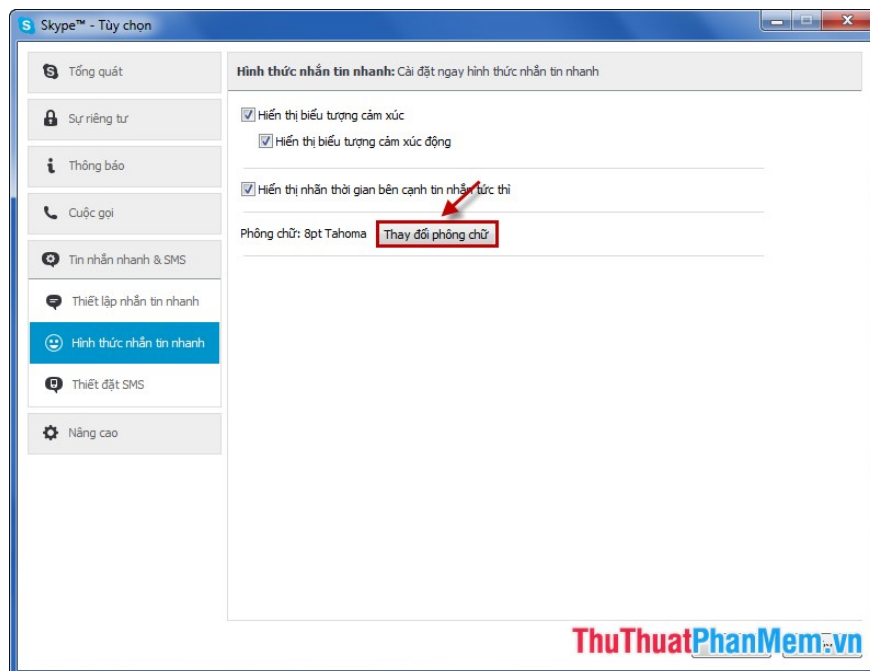 Skype™ - Tùy chọn
Tổng quát
Sự riêng tư
Thông báo
Cuộc gọi
Tin nhắn nhanh & SMS
Thiết lập nhắn tin nhanh
Hình thức nhắn tin nhanh
Thiết đặt SMS
Nâng cao
Hình thức nhắn tin nhanh: Cài đặt ngay hình thức nhắn tin nhanh
Hiển thị biểu tượng cảm xúc
Hiển thị biểu tượng cảm xúc động
Hiển thị nhãn thời gian bên cạnh tin nhắn tức thì
Phông chữ: 8pt Tahoma
Thay đổi phông chữ
ThuThuatPhanMem.vn